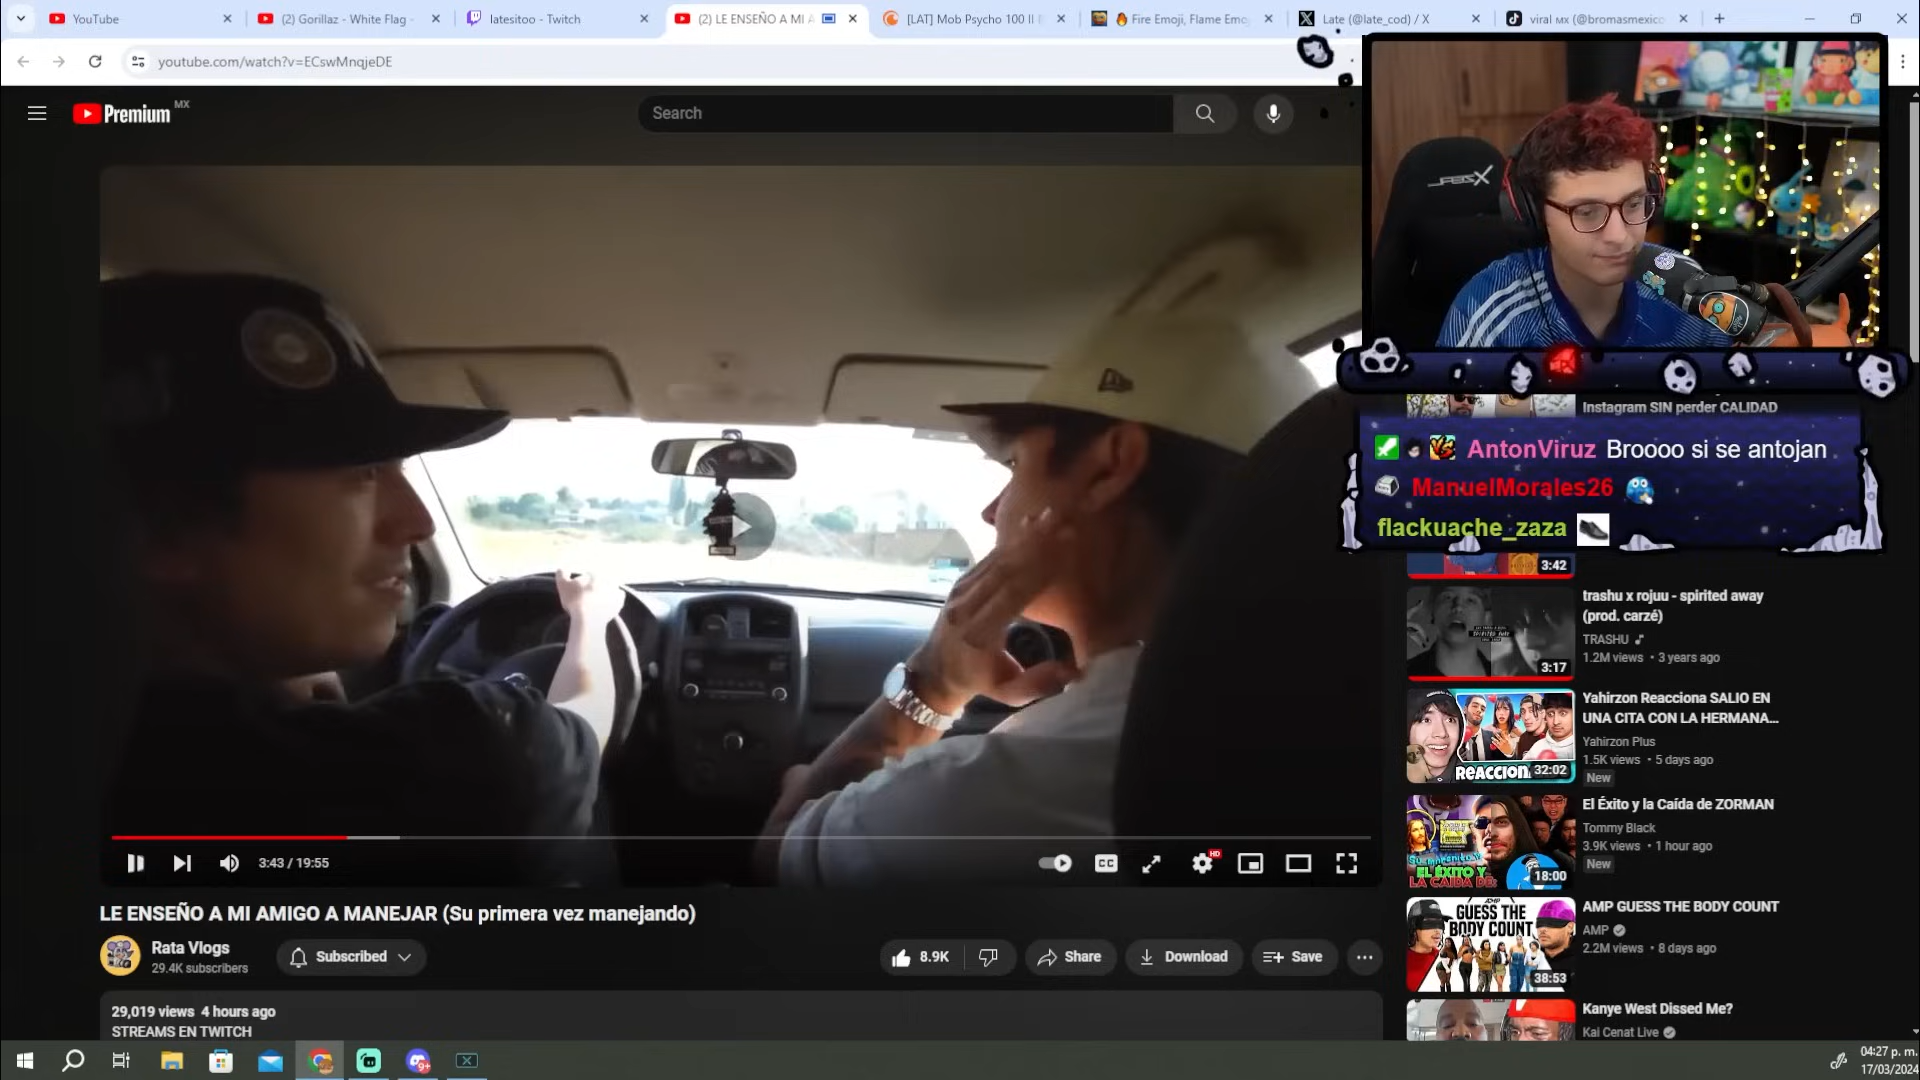 YouTube
(2) Gorillaz - White Flag -
latesitoo - Twitch
(2) LE ENSEÑO A MI A
[LAT] Mob Psycho 100 II
🔥 Fire Emoji, Flame Emo
Late (@late_cod) / X
viral мx (@bromasmexico
youtube.com/watch?v=ECswMnqjeDE
Premium
MX
Search
Instagram SIN perder CALIDAD
AntonViruz Broooo si se antojan
ManuelMorales26
flackuache_zaza
3:42
trashu x rojuu - spirited away
(prod. carzé)
TRASHU
1.2M views • 3 years ago
3:17
Yahirzon Reacciona SALIO EN
UNA CITA CON LA HERMANA...
Yahirzon Plus
1.5K views • 5 days ago
New
REACCION
32:02
El Éxito y la Caída de ZORMAN
Tommy Black
3.9K views • 1 hour ago
New
EL ÉXITO Y
LA CAÍDA DE:
18:00
AMP GUESS THE BODY COUNT
AMP
2.2M views • 8 days ago
GUESS THE
BODY COUNT
38:53
Kanye West Dissed Me?
Kai Cenat Live
3:43 / 19:55
CC
HD
LE ENSEÑO A MI AMIGO A MANEJAR (Su primera vez manejando)
Rata Vlogs
29.4K subscribers
Subscribed
8.9K
Share
Download
Save
29,019 views 4 hours ago
STREAMS EN TWITCH
9+
04:27 p. m.
17/03/2024